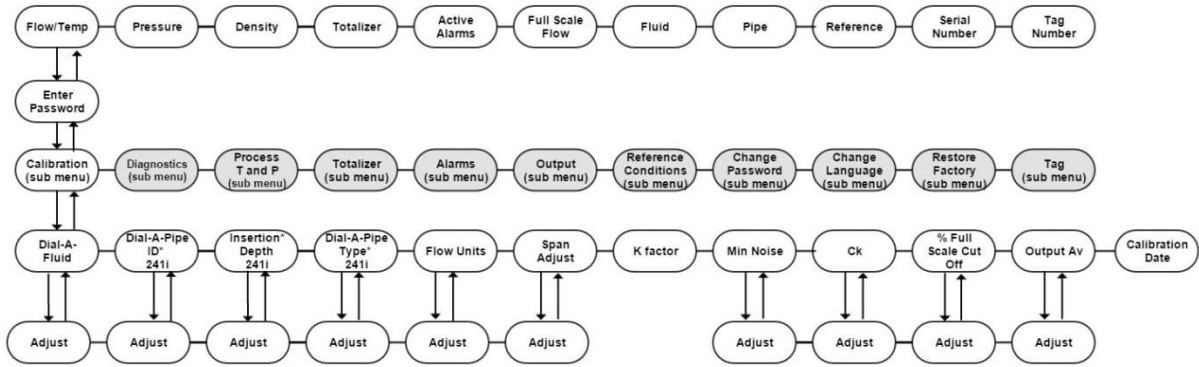 Flow/Temp
Pressure
Density
Totalizer
Active
Alarms
Full Scale
Flow
Fluid
Pipe
Reference
Serial
Number
Tag
Number
Enter
Password
Calibration
(sub menu)
Diagnostics
(sub menu)
Process
T and P
(sub menu)
Totalizer
(sub menu)
Alarms
(sub menu)
Output
(sub menu)
Reference
Conditions
(sub menu)
Change
Password
(sub menu)
Change
Language
(sub menu)
Restore
Factory
(sub menu)
Tag
(sub menu)
Dial-A-
Fluid
Dial-A-Pipe
ID*
241i
Insertion*
Depth
241i
Dial-A-Pipe
Type*
241i
Flow Units
Span
Adjust
K factor
Min Noise
Ck
% Full
Scale Cut
Off
Output Av
Calibration
Date
Adjust
Adjust
Adjust
Adjust
Adjust
Adjust
Adjust
Adjust
Adjust
Adjust